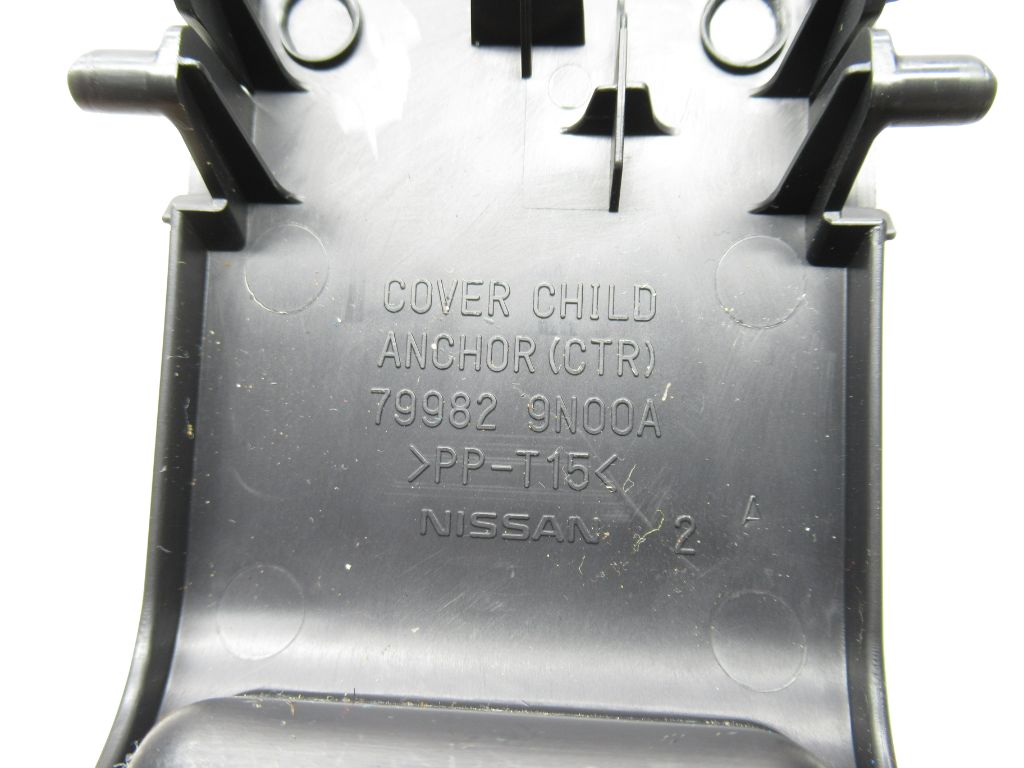 COVER CHILD
ANCHOR(CTR)
79982 9N00A
>PP-T15<
NISSAN 2 A